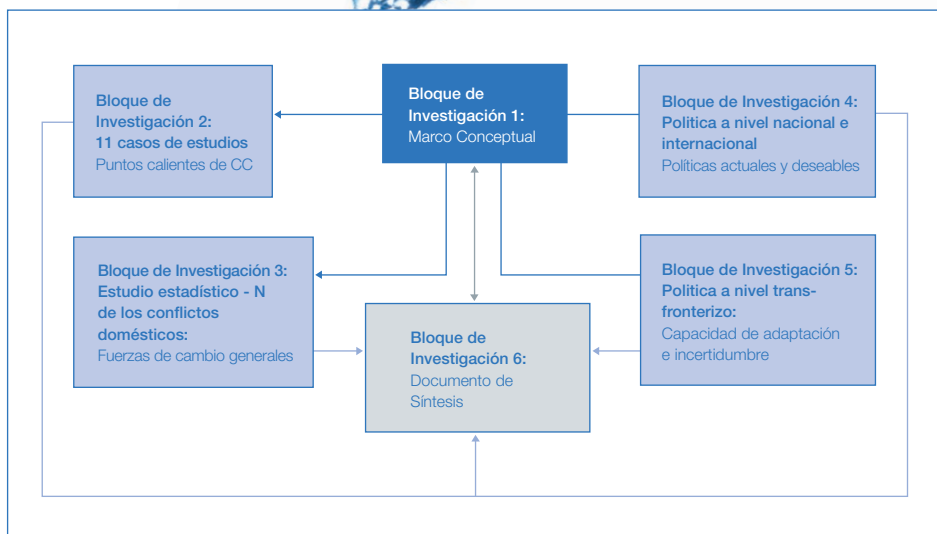 Bloque de
Investigación 2:
11 casos de estudios
Puntos calientes de CC
Bloque de
Investigación 1:
Marco Conceptual
Bloque de Investigación 4:
Politica a nivel nacional e
internacional
Políticas actuales y deseables
Bloque de Investigación 3:
Estudio estadístico - N
de los conflictos
domésticos:
Fuerzas de cambio generales
Bloque de
Investigación 6:
Documento de
Síntesis
Bloque de Investigación 5:
Politica a nivel trans-
fronterizo:
Capacidad de adaptación
e incertidumbre